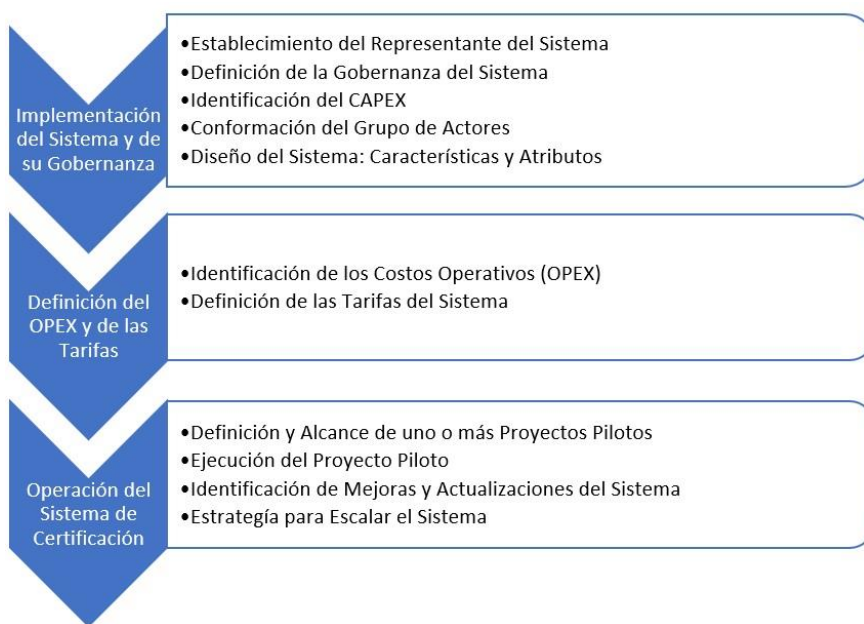 Implementación
del Sistema y de
su Gobernanza
•Establecimiento del Representante del Sistema
•Definición de la Gobernanza del Sistema
•Identificación del CAPEX
•Conformación del Grupo de Actores
•Diseño del Sistema: Características y Atributos
Definición del
OPEX y de las
Tarifas
•Identificación de los Costos Operativos (OPEX)
•Definición de las Tarifas del Sistema
Operación del
Sistema de
Certificación
•Definición y Alcance de uno o más Proyectos Pilotos
•Ejecución del Proyecto Piloto
•Identificación de Mejoras y Actualizaciones del Sistema
•Estrategía para Escalar el Sistema